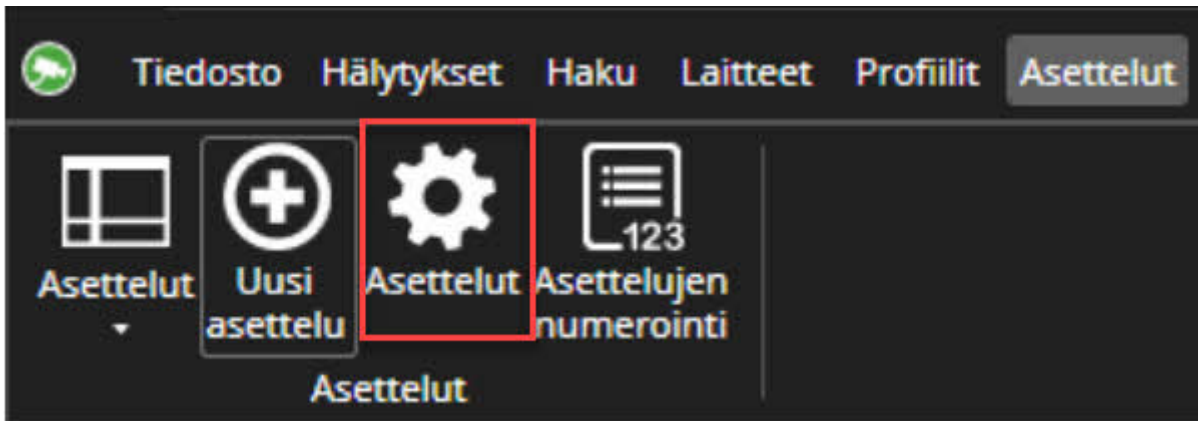 Tiedosto Hälytykset Haku Laitteet Profiilit Asettelut
Asettelut Uusi asettelu Asettelut Asettelujen numerointi
123
Asettelut